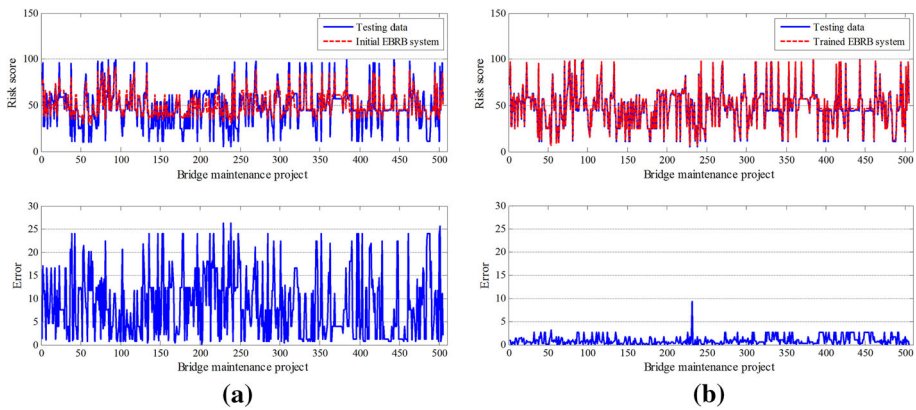 150
100
50
0
Risk score
Testing data
Initial EBRB system
0 50 100 150 200 250 300 350 400 450 500
Bridge maintenance project
30
25
20
15
10
5
0
Error
0 50 100 150 200 250 300 350 400 450 500
Bridge maintenance project
(a)
150
100
50
0
Risk score
Testing data
Trained EBRB system
0 50 100 150 200 250 300 350 400 450 500
Bridge maintenance project
30
25
20
15
10
5
0
Error
0 50 100 150 200 250 300 350 400 450 500
Bridge maintenance project
(b)